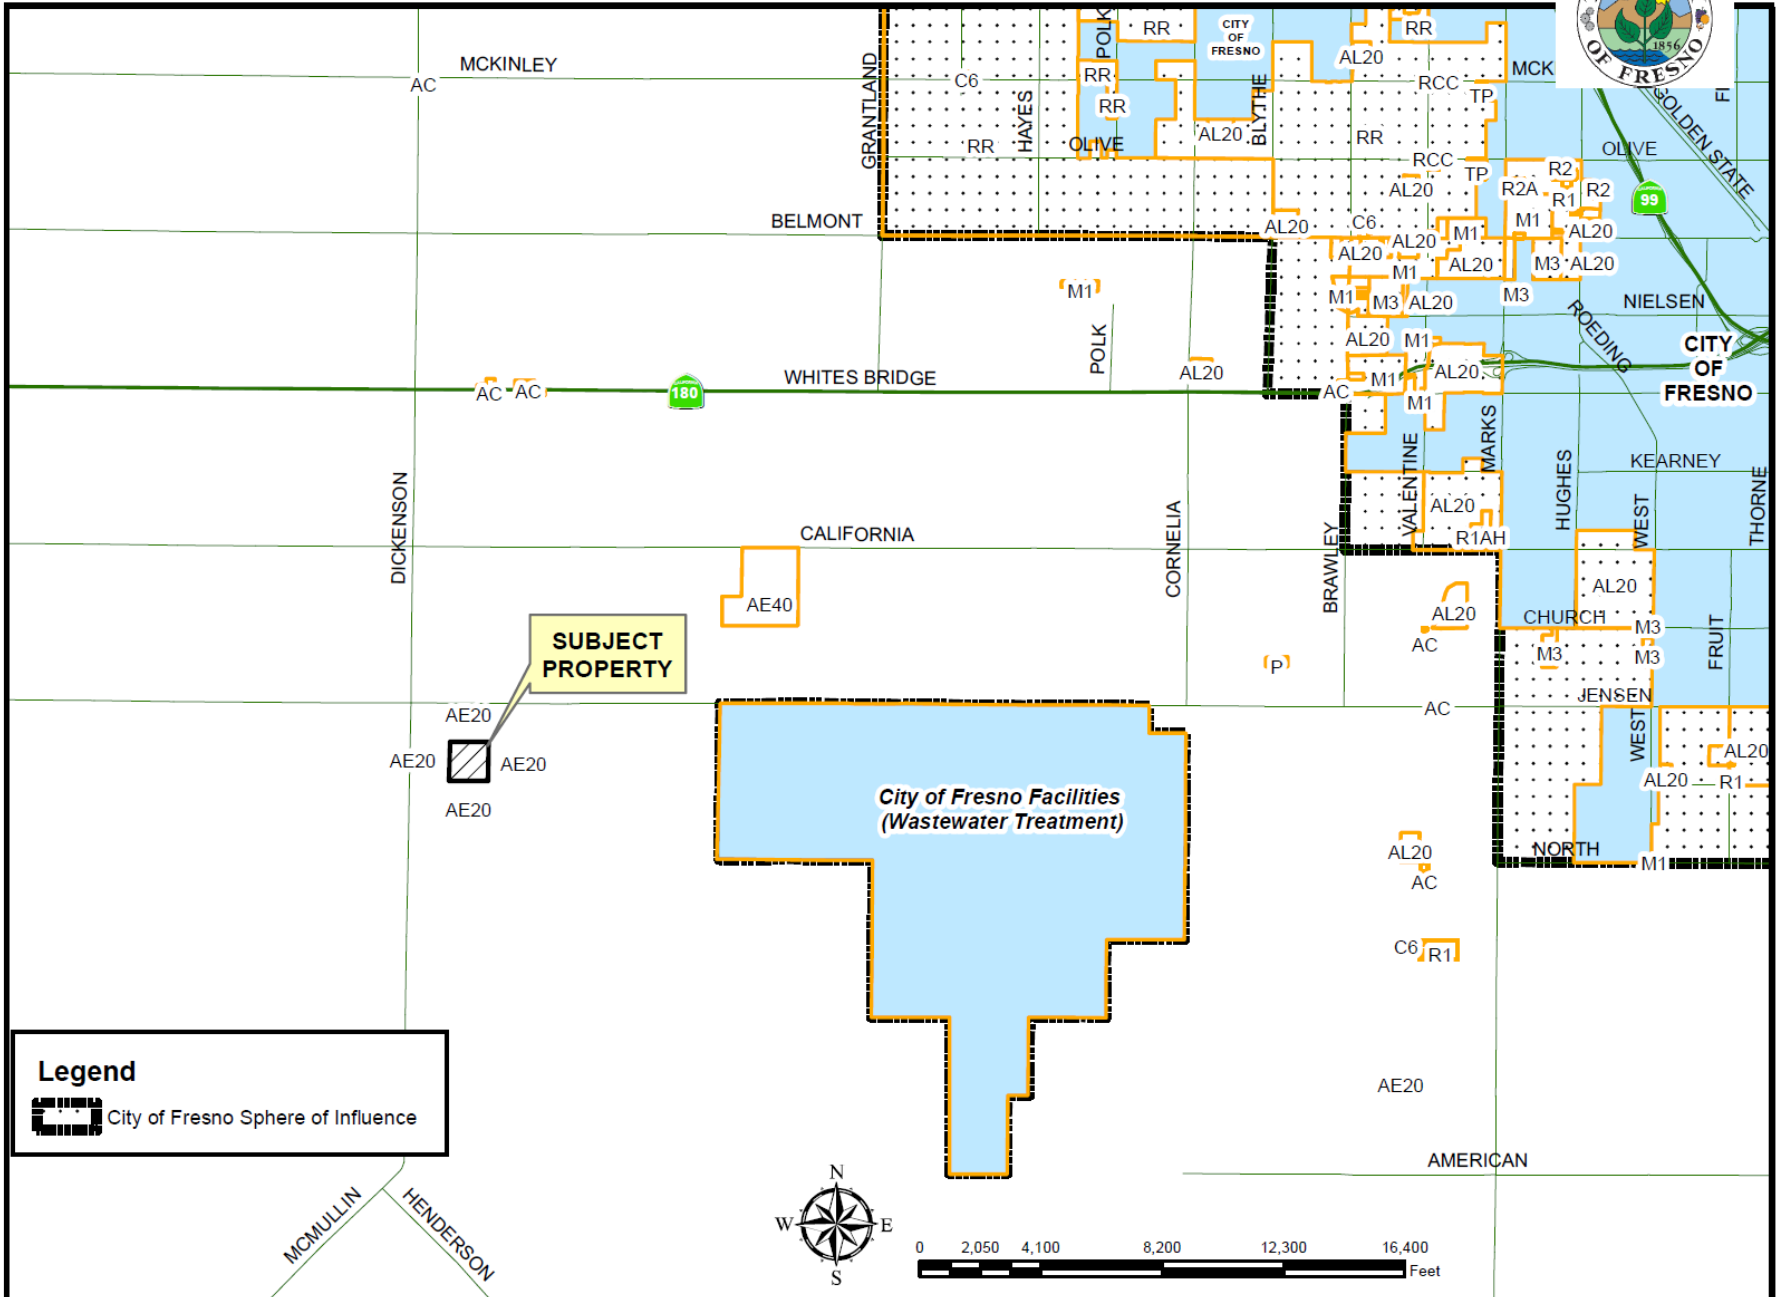 POLK
RR
CITY
OF
FRESNO
RR
1856
OF FRESNO
MCKINLEY
AC
GRANTLAND
C6
HAYES
RR
RR
BLYTHE
AL20
RCC
TP
MCK
GOLDEN STATE
RR
OLIVE
AL20
RR
RCC
TP
OLIVE
R2
R2A
R2
R1
99
AL20
BELMONT
AL20
C6
AL20
AL20
M1
M1
AL20
AL20
M3
AL20
M1
M1
M1
M3
AL20
M3
NIELSEN
ROEDING
POLK
AL20
M1
CITY
OF
FRESNO
AL20
WHITES BRIDGE
180
AC
AC
AC
M1
AL20
M1
VALENTINE
MARKS
HUGHES
KEARNEY
WEST
THORNE
DICKENSON
CALIFORNIA
CORNELIA
BRAWLEY
AL20
R1AH
AE40
AL20
AL20
AC
CHURCH
M3
M3
M3
FRUIT
SUBJECT
PROPERTY
P
JENSEN
AC
WEST
AE20
AE20
AE20
AE20
AL20
AL20
R1
City of Fresno Facilities
(Wastewater Treatment)
AL20
AC
NORTH
M1
C6
R1
AE20
Legend
City of Fresno Sphere of Influence
AMERICAN
MCMULLIN
HENDERSON
N
W
E
S
0 2,050 4,100 8,200 12,300 16,400
Feet